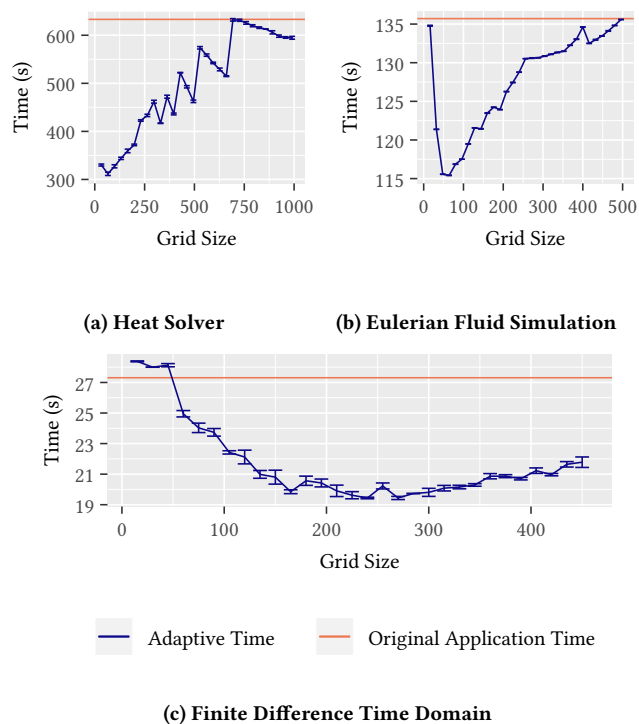 600
500
400
300
Time (s)
0 250 500 750 1000
Grid Size
135
130
125
120
115
Time (s)
0 100 200 300 400 500
Grid Size
(a) Heat Solver
(b) Eulerian Fluid Simulation
27
25
23
21
19
Time (s)
0 100 200 300 400
Grid Size
Adaptive Time
Original Application Time
(c) Finite Difference Time Domain